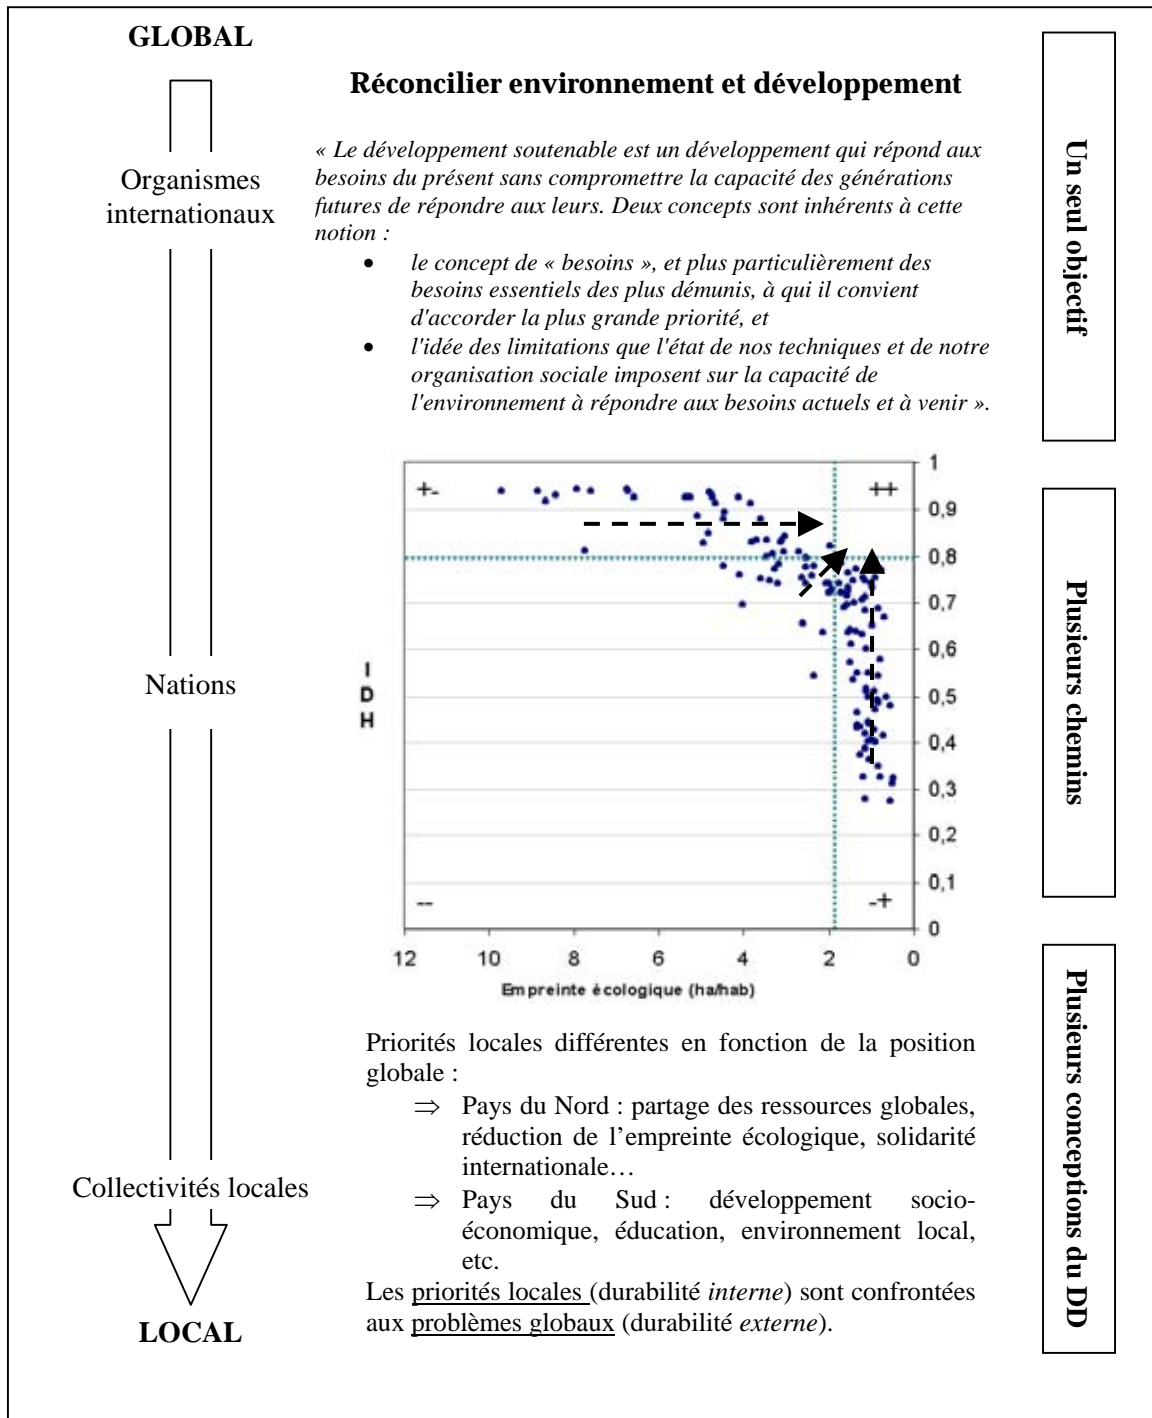 GLOBAL
Réconcilier environnement et développement
Organismes
internationaux
« Le développement soutenable est un développement qui répond aux
besoins du présent sans compromettre la capacité des générations
futures de répondre aux leurs. Deux concepts sont inhérents à cette
notion :
• le concept de « besoins », et plus particulièrement des
besoins essentiels des plus démunis, à qui il convient
d'accorder la plus grande priorité, et
• l'idée des limitations que l'état de nos techniques et de notre
organisation sociale imposent sur la capacité de
l'environnement à répondre aux besoins actuels et à venir ».
Un seul objectif
Nations
+-
++
--
-+
I
D
H
1
0,9
0,8
0,7
0,6
0,5
0,4
0,3
0,2
0,1
0
12 10 8 6 4 2 0
Empreinte écologique (ha/hab)
Plusieurs chemins
Priorités locales différentes en fonction de la position
globale :
⇒ Pays du Nord : partage des ressources globales,
réduction de l’empreinte écologique, solidarité
internationale…
⇒ Pays du Sud : développement socio-
économique, éducation, environnement local,
etc.
Les priorités locales (durabilité interne) sont confrontées
aux problèmes globaux (durabilité externe).
Plusieurs conceptions du DD
Collectivités locales
LOCAL